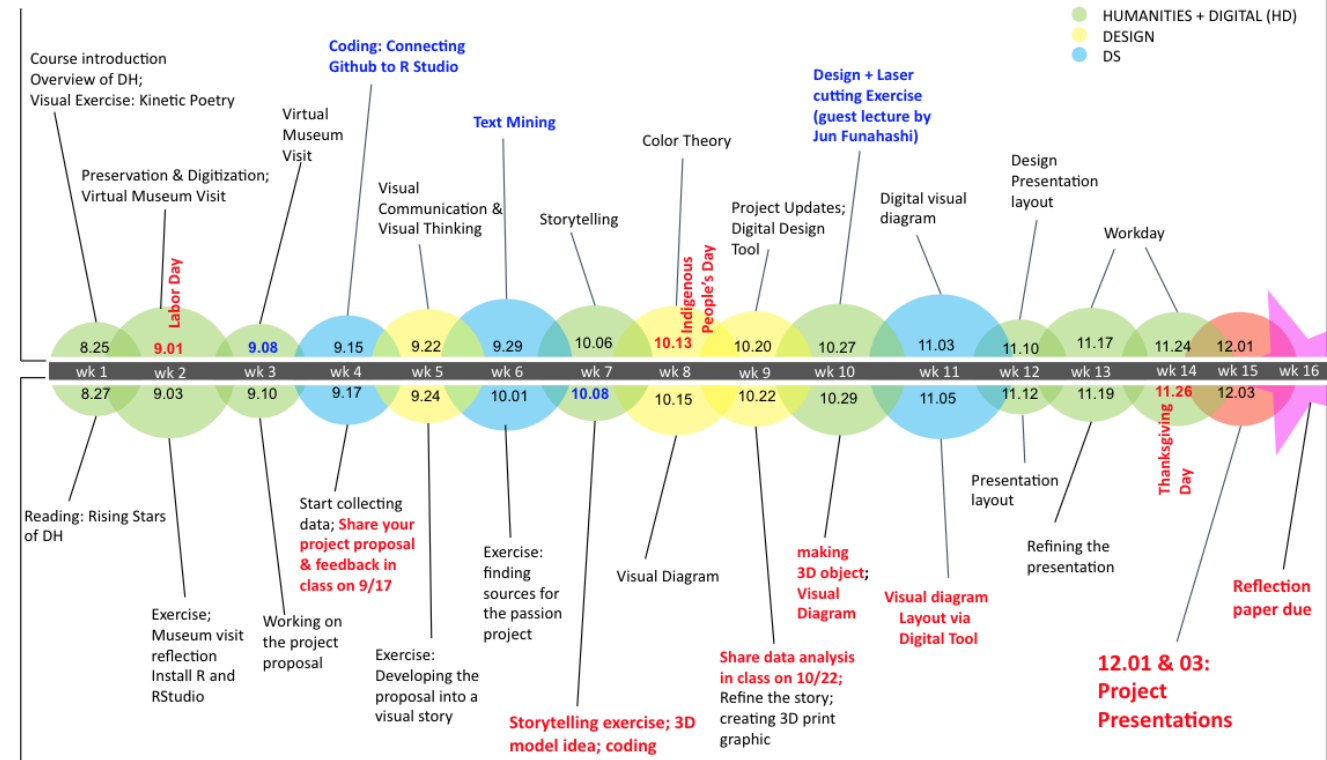 HUMANITIES + DIGITAL (HD)
DESIGN
DS
Course introduction
Overview of DH;
Visual Exercise: Kinetic Poetry
Preservation & Digitization;
Virtual Museum Visit
Labor Day
Virtual
Museum
Visit
Coding: Connecting
Github to R Studio
Visual
Communication &
Visual Thinking
Text Mining
Storytelling
Color Theory
Indigenous
People's Day
Project Updates;
Digital Design
Tool
Design + Laser
cutting Exercise
(guest lecture by
Jun Funahashi)
Digital visual
diagram
Design
Presentation
layout
Workday
8.25
9.01
9.08
9.15
9.22
9.29
10.06
10.13
10.20
10.27
11.03
11.10
11.17
11.24
12.01
wk 1
wk 2
wk 3
wk 4
wk 5
wk 6
wk 7
wk 8
wk 9
wk 10
wk 11
wk 12
wk 13
wk 14
wk 15
wk 16
8.27
9.03
9.10
9.17
9.24
10.01
10.08
10.15
10.22
10.29
11.05
11.12
11.19
11.26
12.03
Reading: Rising Stars
of DH
Exercise;
Museum visit
reflection
Install R and
RStudio
Working on
the project
proposal
Start collecting
data; Share your
project proposal
& feedback in
class on 9/17
Exercise:
Developing the
proposal into a
visual story
Exercise:
finding
sources for
the passion
project
Storytelling exercise; 3D
model idea; coding
Visual Diagram
Share data analysis
in class on 10/22;
Refine the story;
creating 3D print
graphic
making
3D object;
Visual
Diagram
Visual diagram
Layout via
Digital Tool
Presentation
layout
Refining the
presentation
Thanksgiving
Day
12.01 & 03:
Project
Presentations
Reflection
paper due